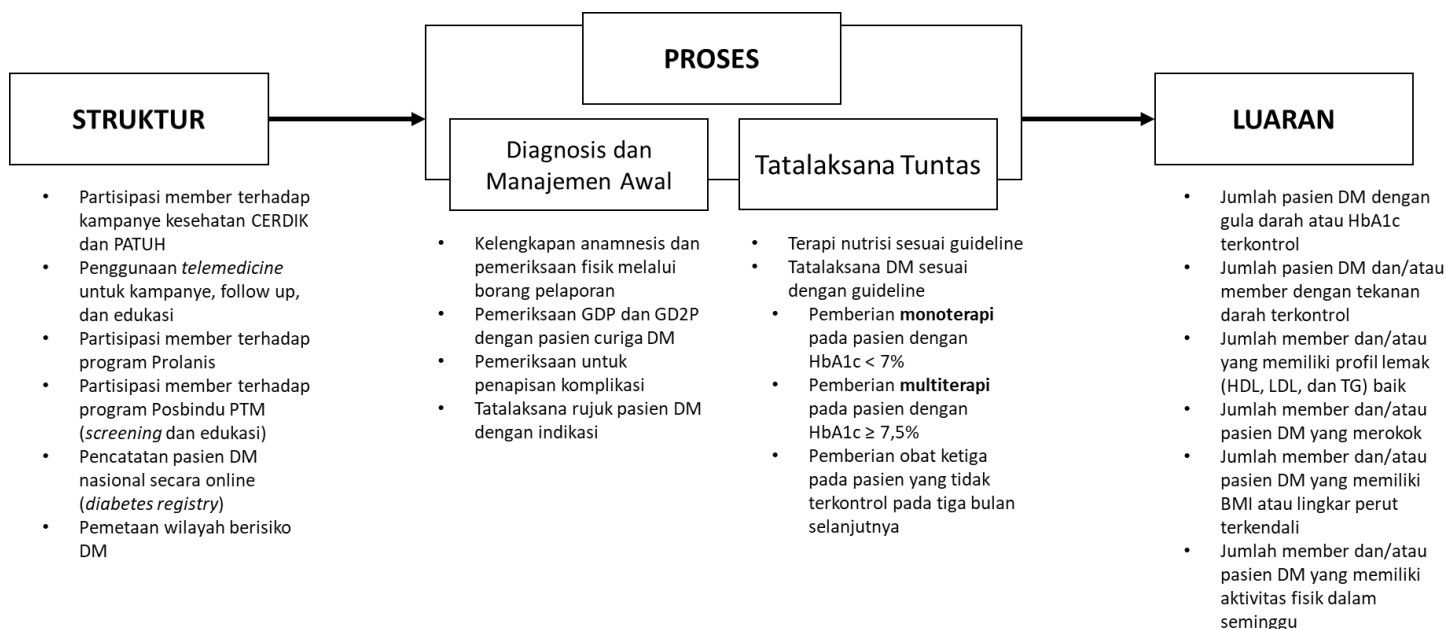 STRUKTUR
• Partisipasi member terhadap
kampanye kesehatan CERDIK
dan PATUH
• Penggunaan telemedicine
untuk kampanye, follow up,
dan edukasi
• Partisipasi member terhadap
program Prolanis
• Partisipasi member terhadap
program Posbindu PTM
(screening dan edukasi)
• Pencatatan pasien DM
nasional secara online
(diabetes registry)
• Pemetaan wilayah berisiko
DM
PROSES
Diagnosis dan
Manajemen Awal
• Kelengkapan anamnesis dan
pemeriksaan fisik melalui
borang pelaporan
• Pemeriksaan GDP dan GD2P
dengan pasien curiga DM
• Pemeriksaan untuk
penapisan komplikasi
• Tatalaksana rujuk pasien DM
dengan indikasi
Tatalaksana Tuntas
• Terapi nutrisi sesuai guideline
• Tatalaksana DM sesuai
dengan guideline
• Pemberian monoterapi
pada pasien dengan
HbA1c < 7%
• Pemberian multiterapi
pada pasien dengan
HbA1c ≥ 7,5%
• Pemberian obat ketiga
pada pasien yang tidak
terkontrol pada tiga bulan
selanjutnya
LUARAN
• Jumlah pasien DM dengan
gula darah atau HbA1c
terkontrol
• Jumlah pasien DM dan/atau
member dengan tekanan
darah terkontrol
• Jumlah member dan/atau
yang memiliki profil lemak
(HDL, LDL, dan TG) baik
• Jumlah member dan/atau
pasien DM yang merokok
• Jumlah member dan/atau
pasien DM yang memiliki
BMI atau lingkar perut
terkendali
• Jumlah member dan/atau
pasien DM yang memiliki
aktivitas fisik dalam
seminggu